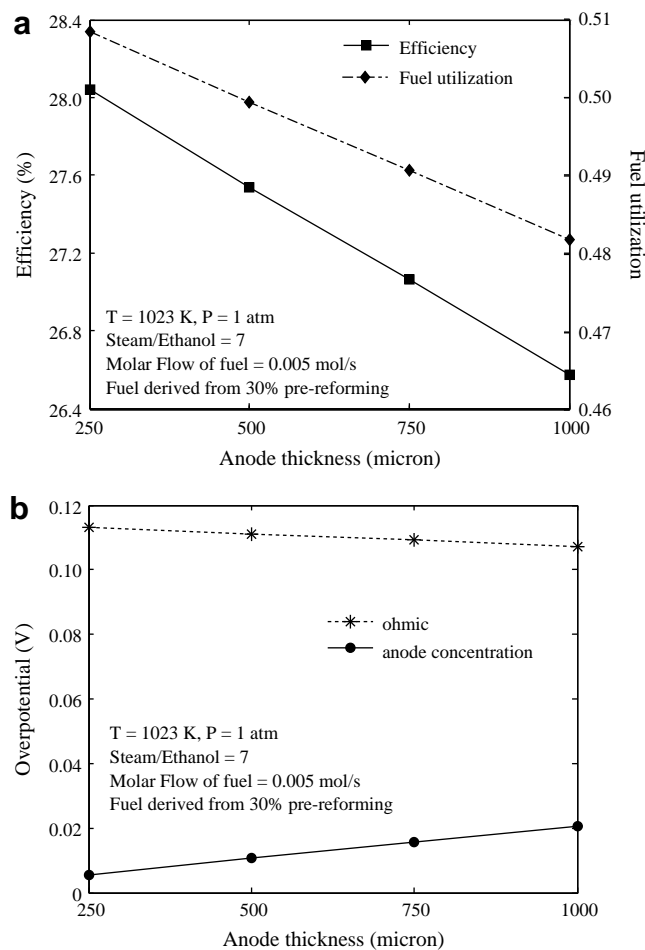 a
28.4
28.0
27.6
27.2
26.8
26.4
Efficiency (%)
0.51
0.50
0.49
0.48
0.47
0.46
Fuel utilization
Efficiency
Fuel utilization
T = 1023 K, P = 1 atm
Steam/Ethanol = 7
Molar Flow of fuel = 0.005 mol/s
Fuel derived from 30% pre-reforming
250 500 750 1000
Anode thickness (micron)
b
0.12
0.10
0.08
0.06
0.04
0.02
0
Overpotential (V)
ohmic
anode concentration
T = 1023 K, P = 1 atm
Steam/Ethanol = 7
Molar Flow of fuel = 0.005 mol/s
Fuel derived from 30% pre-reforming
250 500 750 1000
Anode thickness (micron)